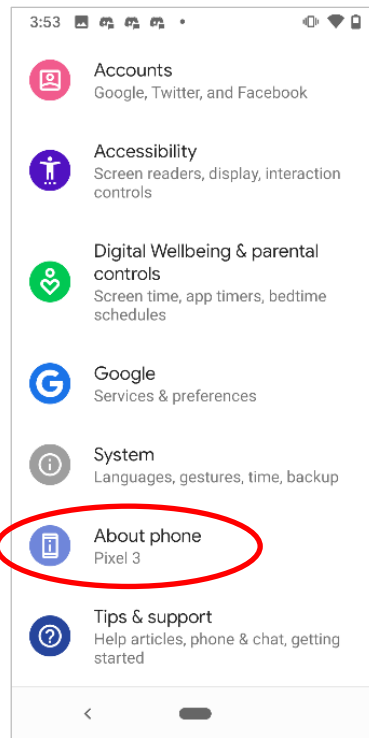 3:53
Accounts
Google, Twitter, and Facebook
Accessibility
Screen readers, display, interaction
controls
Digital Wellbeing & parental
controls
Screen time, app timers, bedtime
schedules
Google
Services & preferences
System
Languages, gestures, time, backup
About phone
Pixel 3
Tips & support
Help articles, phone & chat, getting
started